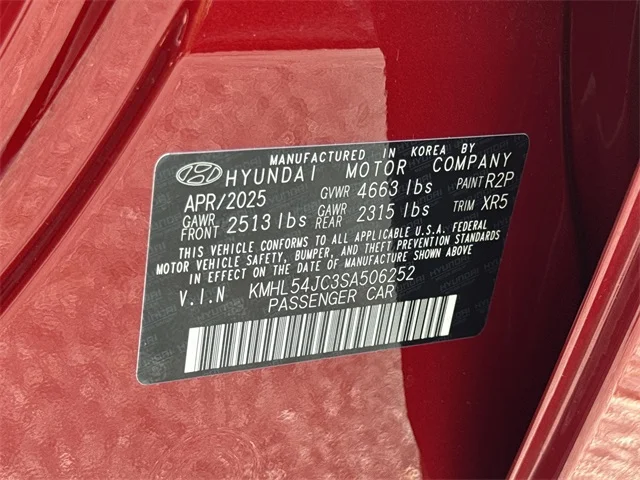 MANUFACTURED IN KOREA BY
HYUNDAI MOTOR COMPANY
APR/2025 GVWR 4663 lbs PAINT R2P
GAWR FRONT 2513 lbs GAWR REAR 2315 lbs TRIM XR5
THIS VEHICLE CONFORMS TO ALL APPLICABLE U.S.A. FEDERAL
MOTOR VEHICLE SAFETY, BUMPER, AND THEFT PREVENTION STANDARDS
IN EFFECT ON THE DATE OF MANUFACTURE SHOWN ABOVE
V.I.N KMHL54JC3SA506252
PASSENGER CAR